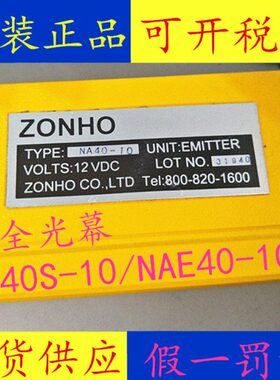 装正品 可开税
ZONHO
TYPE: NA40-10 UNIT:EMITTER
VOLTS:12VDC LOT NO. 31940
ZONHO CO.,LTD Tel:800-820-1600
全光幕
40S-10/NAE40-10
货供应 假一罚